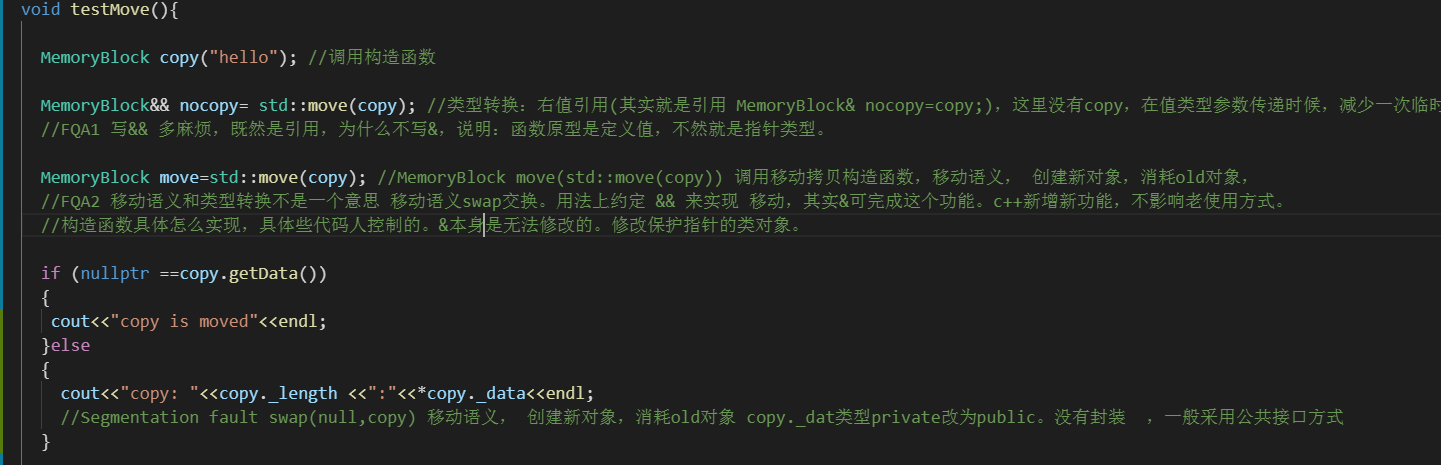 void testMove(){
MemoryBlock copy("hello"); //调用构造函数
MemoryBlock&& nocopy= std::move(copy); //类型转换：右值引用(其实就是引用 MemoryBlock& nocopy=copy;)，这里没有copy，在值类型参数传递时候，减少一次临时
//FQA1 写&& 多麻烦，既然是引用，为什么不写&，说明：函数原型是定义值，不然就是指针类型。
MemoryBlock move=std::move(copy); //MemoryBlock move(std::move(copy)) 调用移动拷贝构造函数，移动语义， 创建新对象，消耗old对象，
//FQA2 移动语义和类型转换不是一个意思 移动语义swap交换。用法上约定 && 来实现 移动，其实&可完成这个功能。c++新增新功能，不影响老使用方式。
//构造函数具体怎么实现，具体些代码人控制的。&本身是无法修改的。修改保护指针的类对象。
if (nullptr ==copy.getData())
{
cout<<"copy is moved"<<endl;
}else
{
cout<<"copy: "<<copy._length <<":"<<*copy._data<<endl;
//Segmentation fault swap(null,copy) 移动语义， 创建新对象，消耗old对象 copy._dat类型private改为public。没有封装 ，一般采用公共接口方式
}